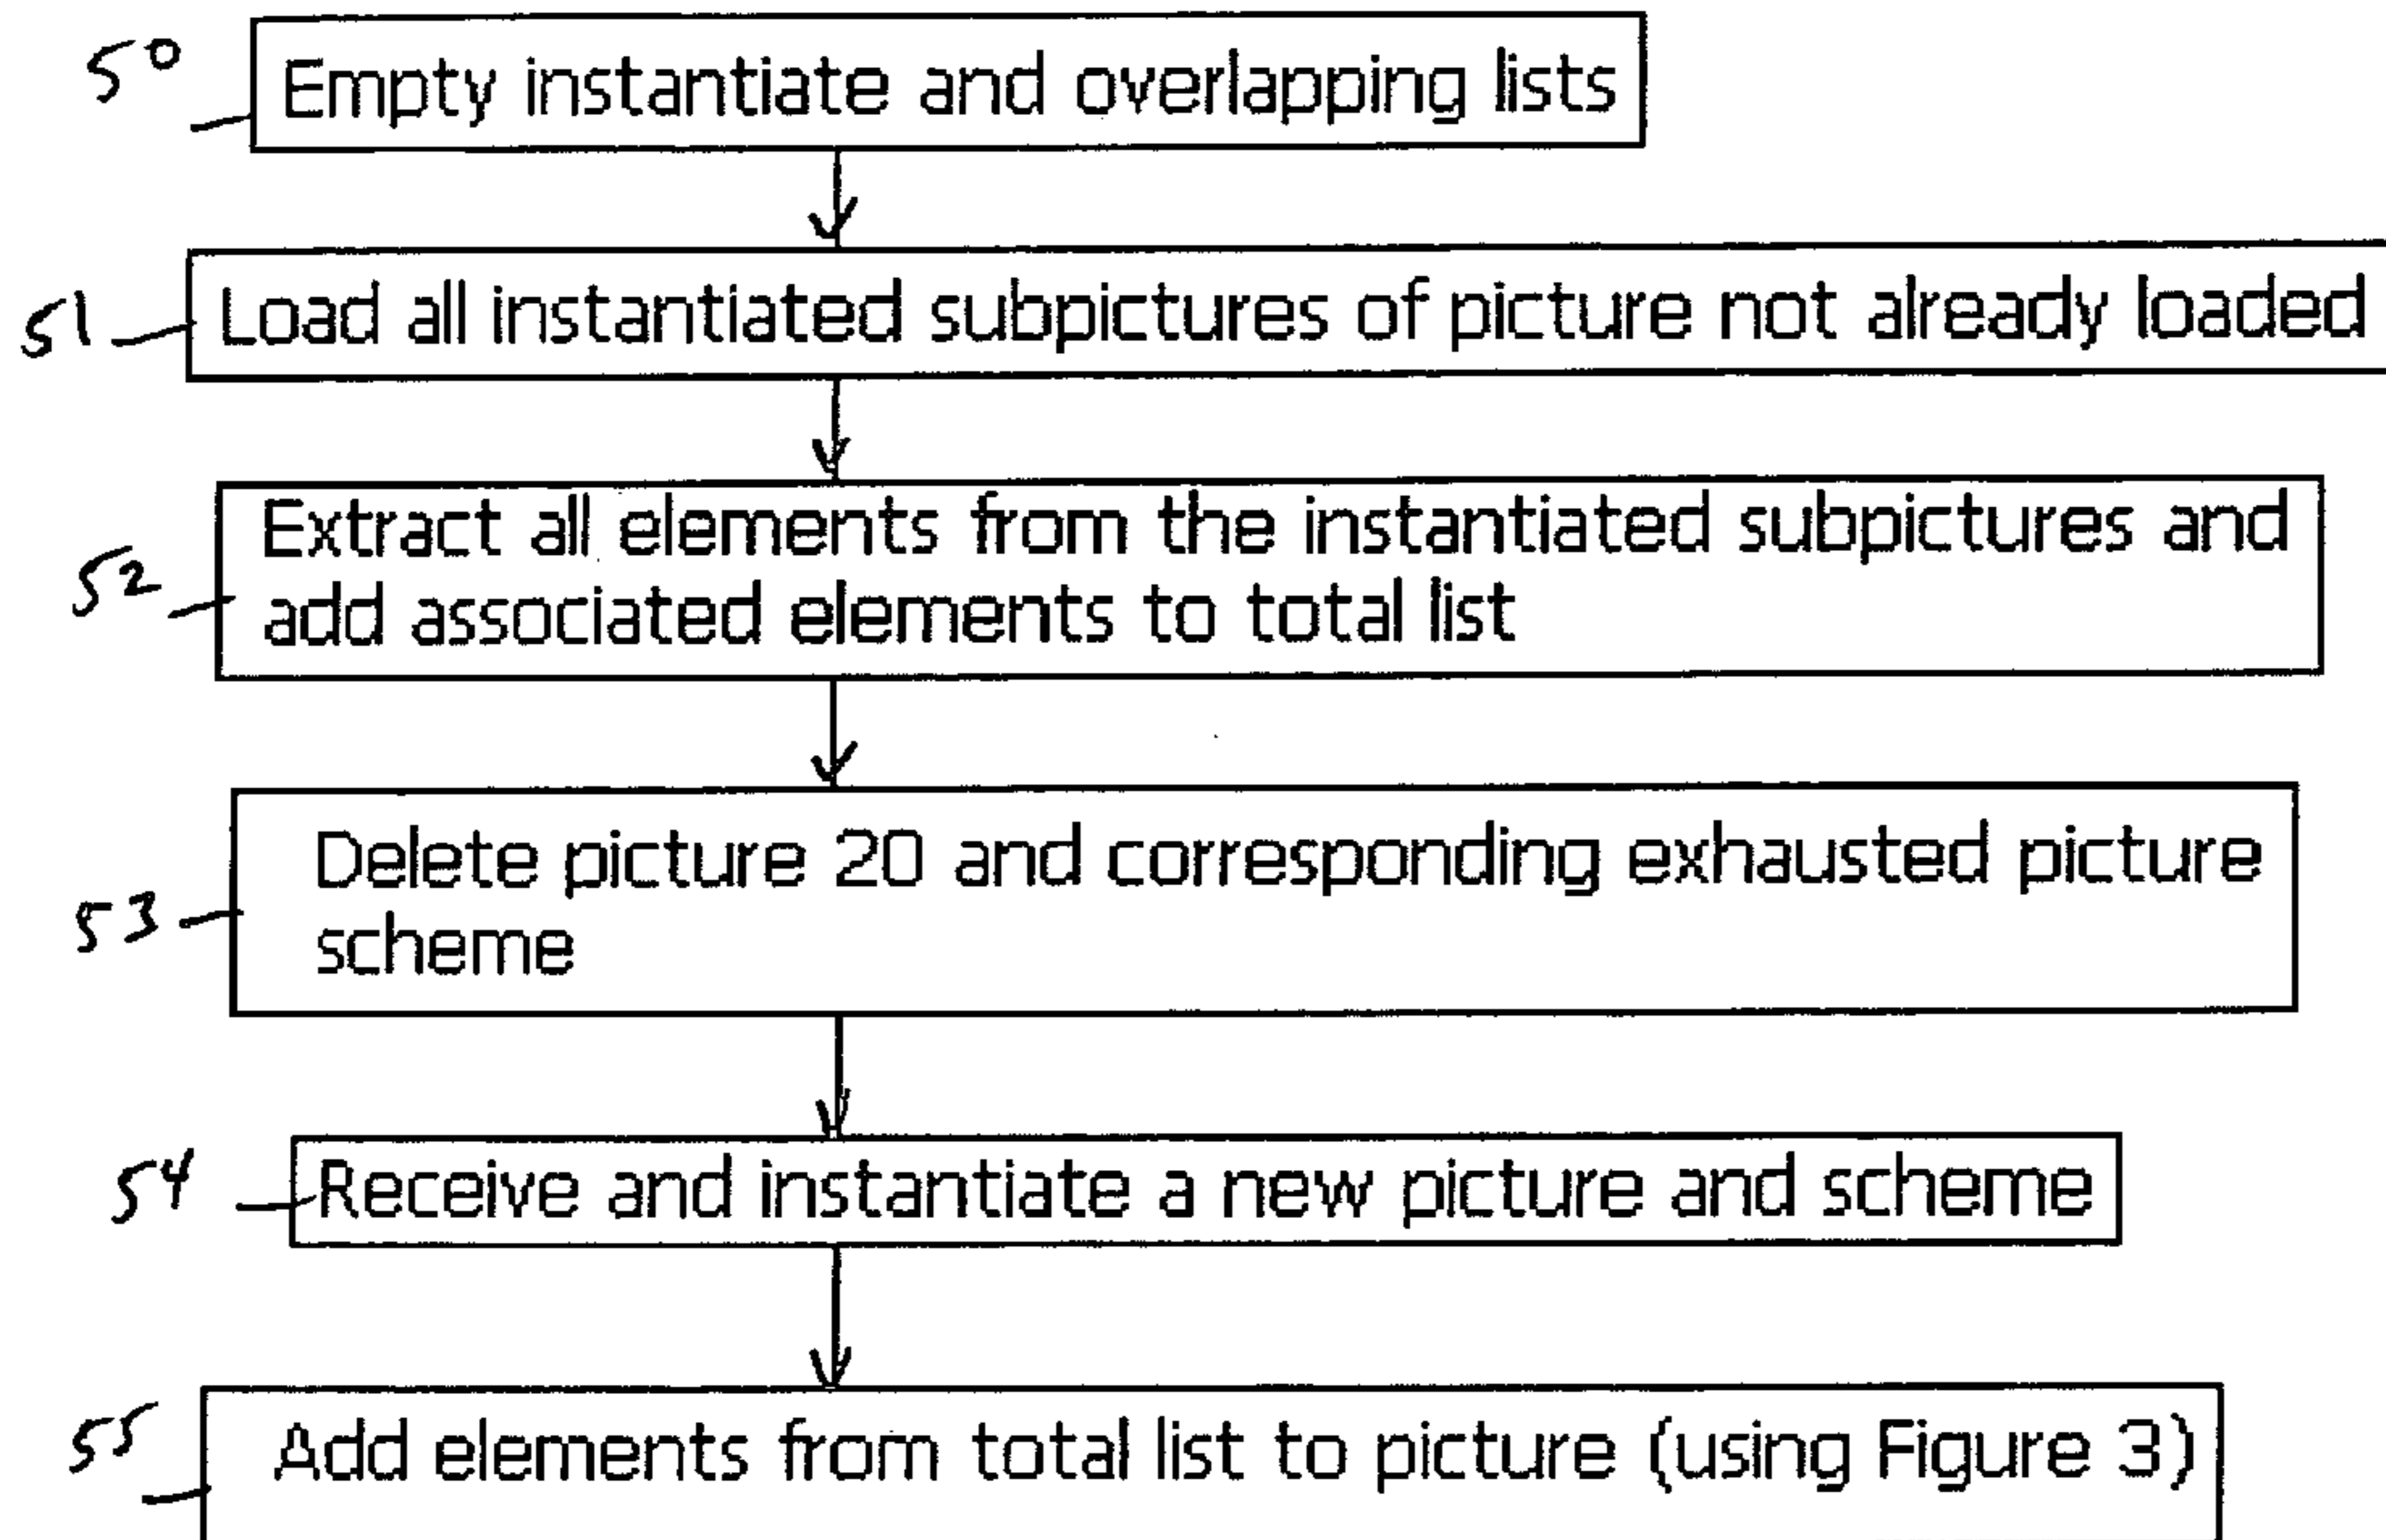 50
Empty instantiate and overlapping lists
51
Load all instantiated subpictures of picture not already loaded
52
Extract all elements from the instantiated subpictures and
add associated elements to total list
53
Delete picture 20 and corresponding exhausted picture
scheme
54
Receive and instantiate a new picture and scheme
55
Add elements from total list to picture (using Figure 3)